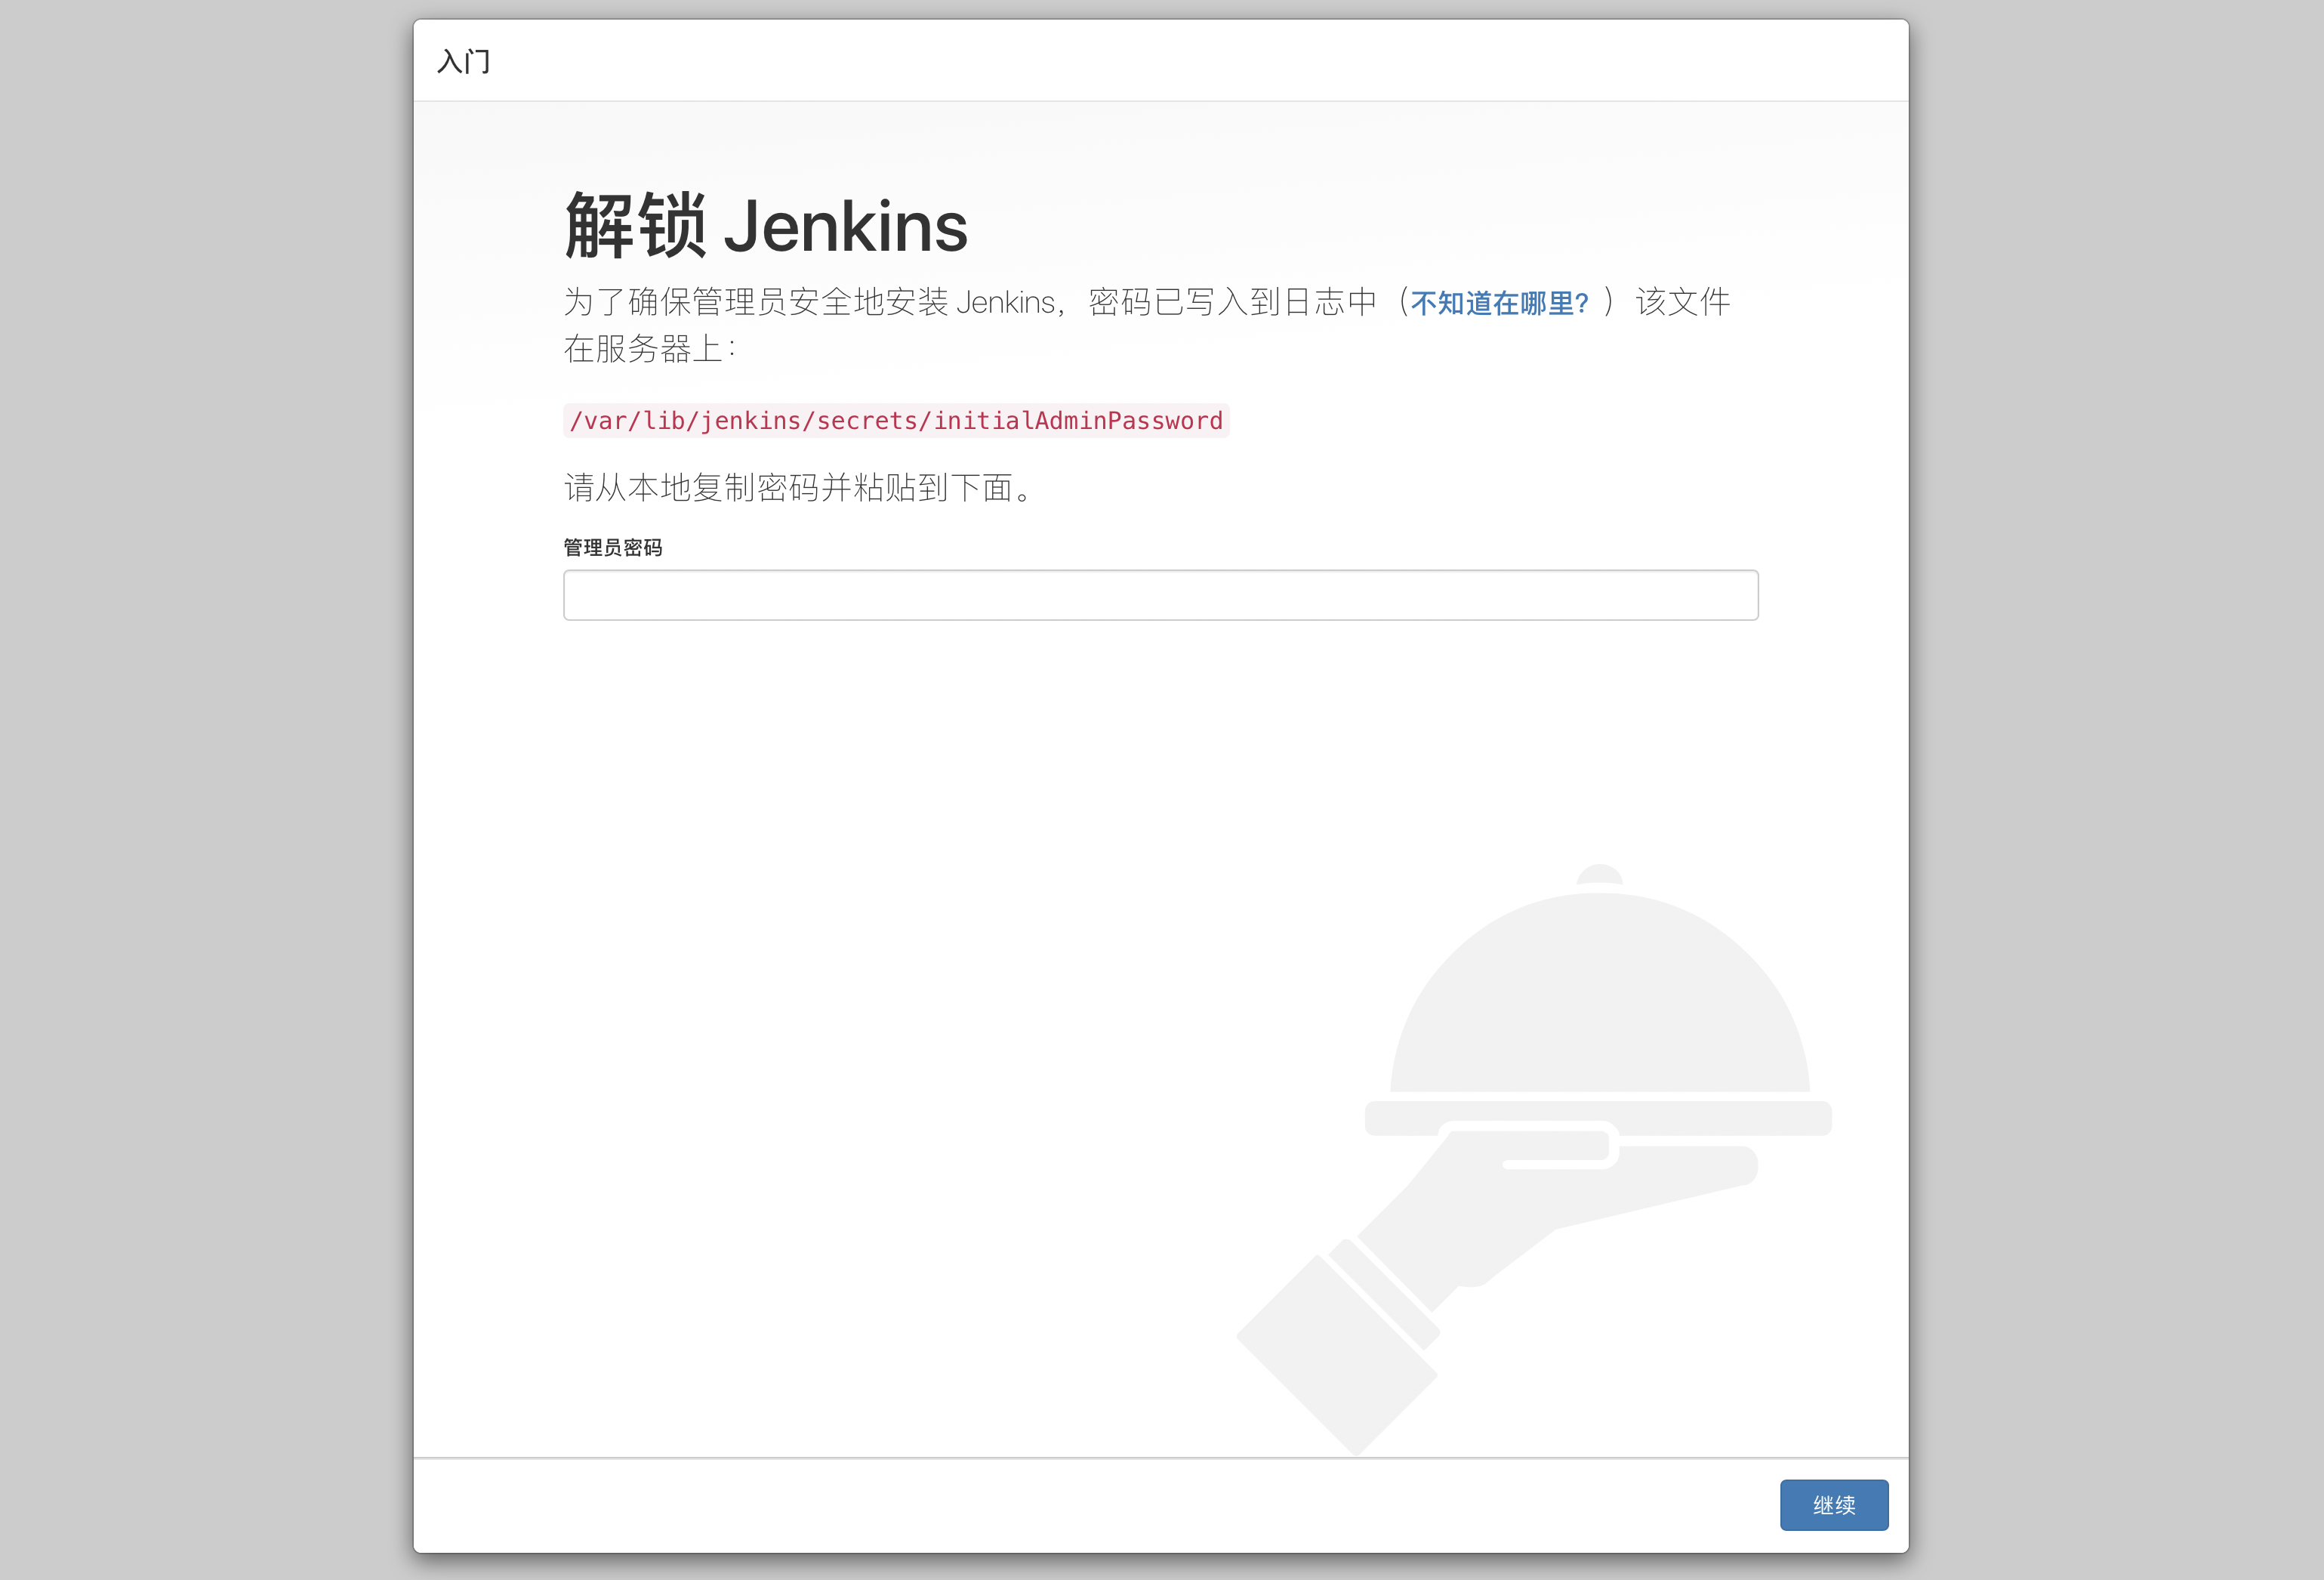 入门
解锁 Jenkins
为了确保管理员安全地安装 Jenkins，密码已写入到日志中（不知道在哪里？）该文件
在服务器上：
/var/lib/jenkins/secrets/initialAdminPassword
请从本地复制密码并粘贴到下面。
管理员密码
继续